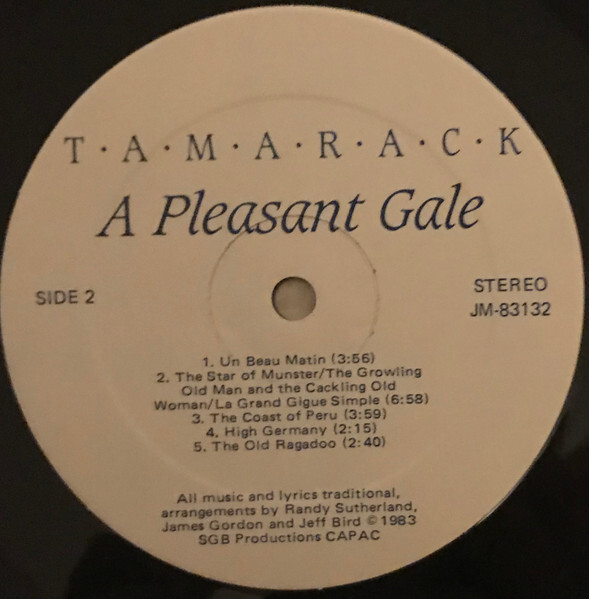 T·A·M·A·R·A·C·K
A Pleasant Gale
SIDE 2
STEREO
JM-83132
1. Un Beau Matin (3:56)
2. The Star of Munster/The Growling
Old Man and the Cackling Old
Woman/La Grand Gigue Simple (6:58)
3. The Coast of Peru (3:59)
4. High Germany (2:15)
5. The Old Ragadoo (2:40)
All music and lyrics traditional,
arrangements by Randy Sutherland,
James Gordon and Jeff Bird ©1983
SGB Productions CAPAC